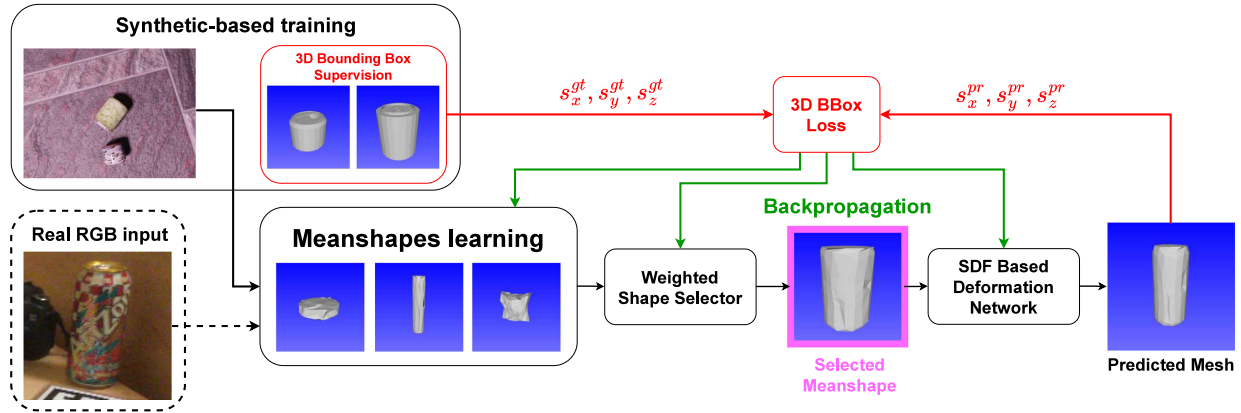 Synthetic-based training
3D Bounding Box
Supervision
s_x^{gt}, s_y^{gt}, s_z^{gt}
3D BBox
Loss
s_x^{pr}, s_y^{pr}, s_z^{pr}
Backpropagation
Real RGB input
Meanshapes learning
Weighted
Shape Selector
Selected
Meanshape
SDF Based
Deformation
Network
Predicted Mesh